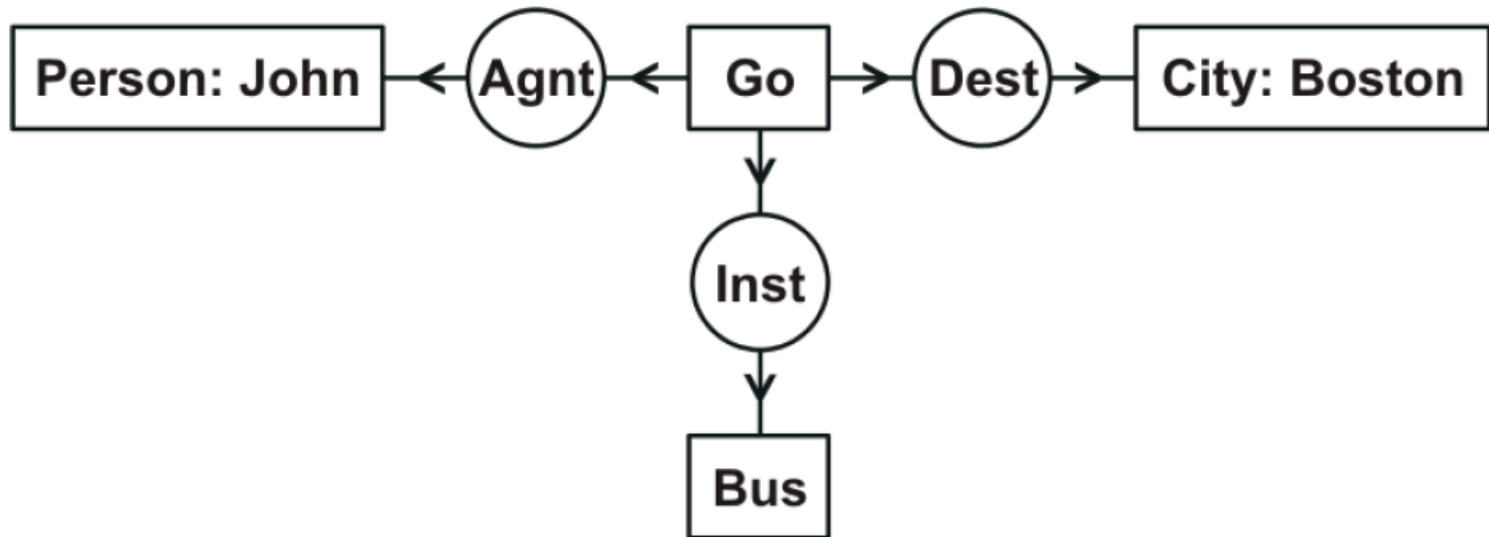 Person: John
Agnt
Go
Dest
City: Boston
Inst
Bus